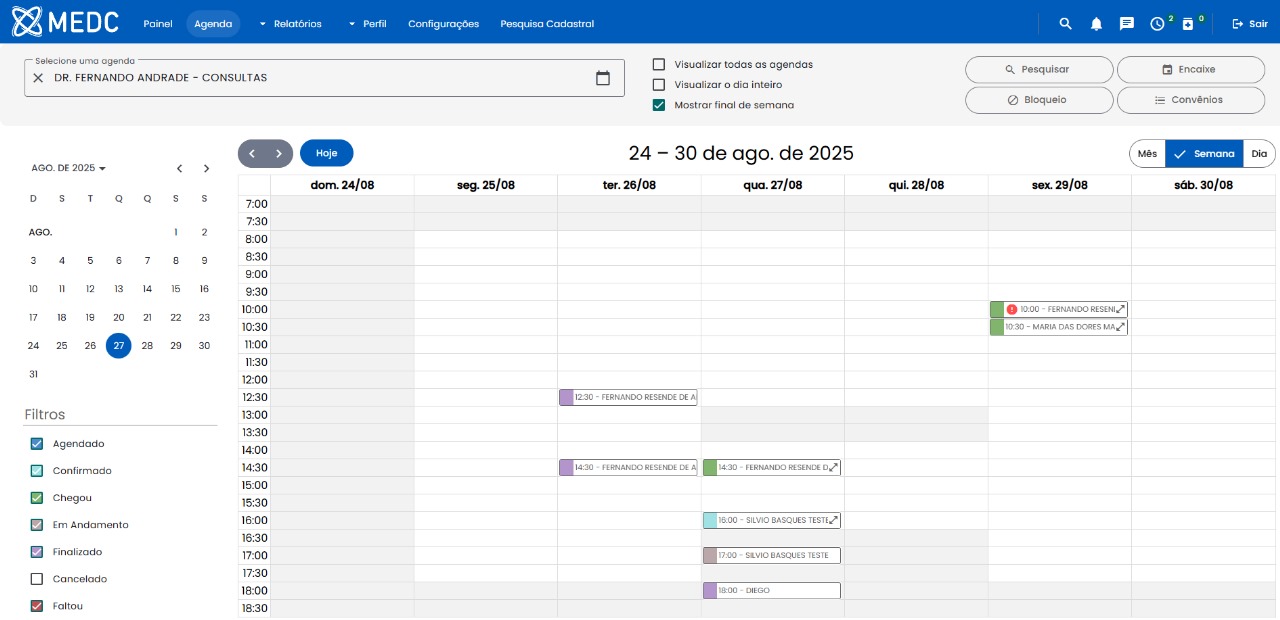 MEDC
Painel
Agenda
Relatórios
Perfil
Configurações
Pesquisa Cadastral
2
0
Sair
Selecione uma agenda
DR. FERNANDO ANDRADE - CONSULTAS
Visualizar todas as agendas
Visualizar o dia inteiro
Mostrar final de semana
Pesquisar
Encaixe
Bloqueio
Convênios
AGO. DE 2025
D S T Q Q S S
AGO. 1 2
3 4 5 6 7 8 9
10 11 12 13 14 15 16
17 18 19 20 21 22 23
24 25 26 27 28 29 30
31
Filtros
Agendado
Confirmado
Chegou
Em Andamento
Finalizado
Cancelado
Faltou
Hoje
24 – 30 de ago. de 2025
Mês
Semana
Dia
dom. 24/08 seg. 25/08 ter. 26/08 qua. 27/08 qui. 28/08 sex. 29/08 sáb. 30/08
7:00
7:30
8:00
8:30
9:00
9:30
10:00 10:00 - FERNANDO RESENI
10:30 10:30 - MARIA DAS DORES MA
11:00
11:30
12:00
12:30 12:30 - FERNANDO RESENDE DE A
13:00
13:30
14:00
14:30 14:30 - FERNANDO RESENDE DE A 14:30 - FERNANDO RESENDE D
15:00
15:30
16:00 16:00 - SILVIO BASQUES TESTE
16:30
17:00 17:00 - SILVIO BASQUES TESTE
17:30
18:00 18:00 - DIEGO
18:30